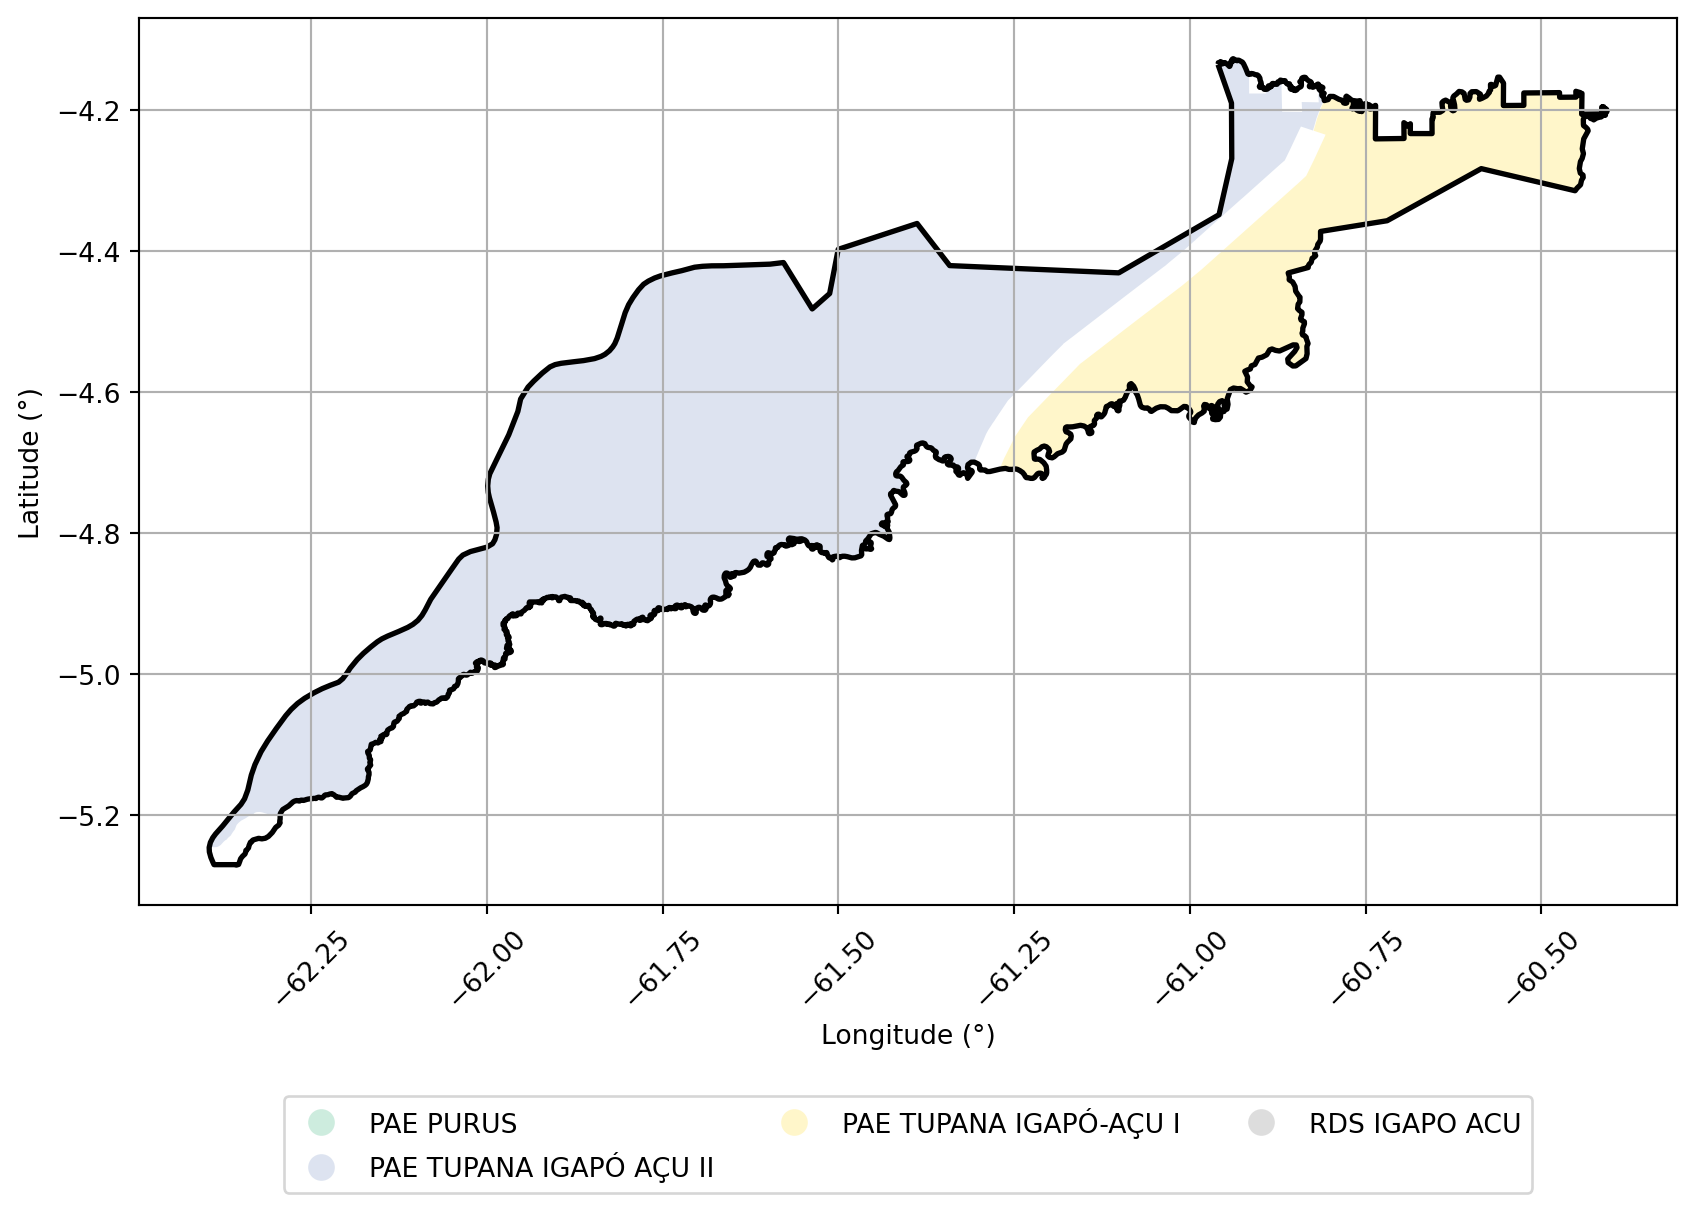 −4.2
−4.4
−4.6
−4.8
−5.0
−5.2
Latitude (°)
−62.25
−62.00
−61.75
−61.50
−61.25
−61.00
−60.75
−60.50
Longitude (°)
PAE PURUS
PAE TUPANA IGAPÓ AÇU II
PAE TUPANA IGAPÓ-AÇU I
RDS IGAPO ACU